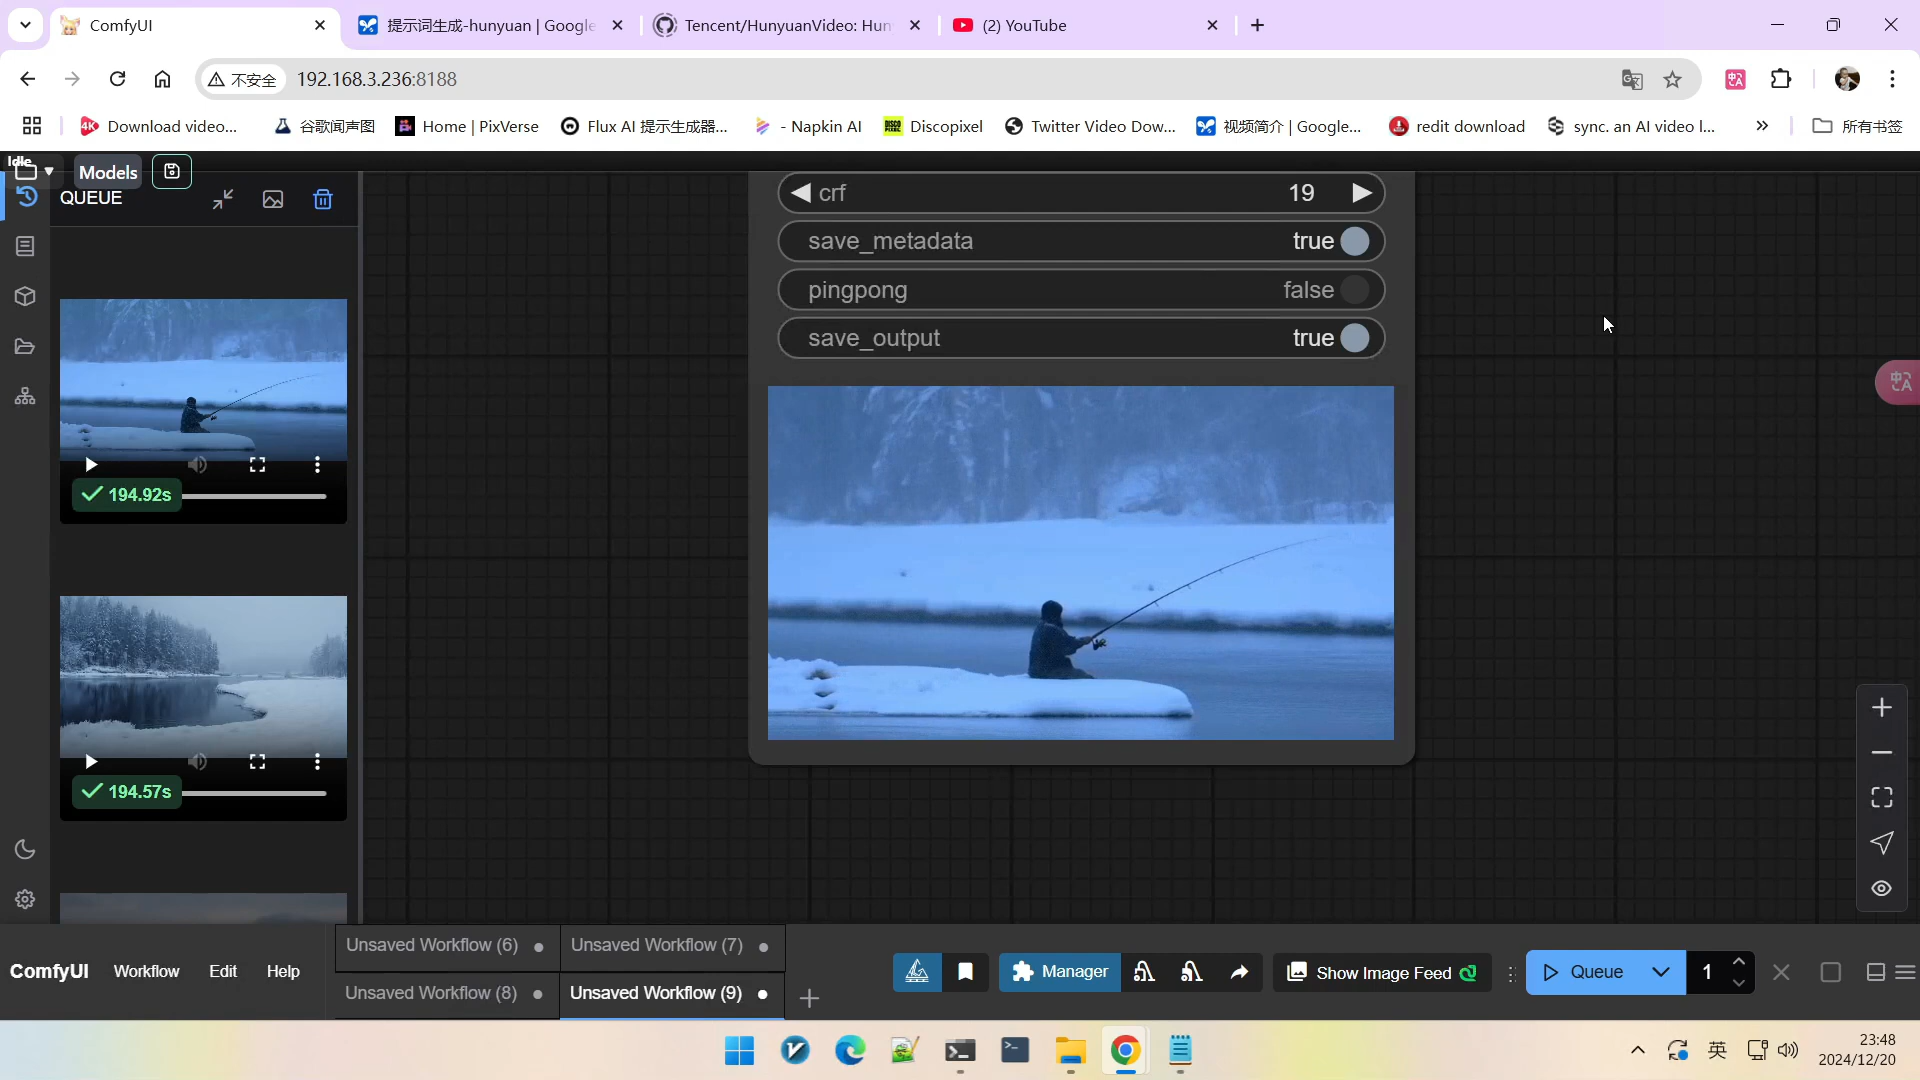 ComfyUI
提示词生成-hunyuan | Google
Tencent/HunyuanVideo: Hun
(2) YouTube
不安全
192.168.3.236:8188
4K
Download video...
谷歌闻声图
Home | PixVerse
Flux AI 提示生成器...
- Napkin AI
Discopixel
Twitter Video Dow...
视频简介 | Google...
redit download
sync. an AI video l...
所有书签
Idle
Models
QUEUE
194.92s
194.57s
crf 19
save_metadata true
pingpong false
save_output true
Unsaved Workflow (6)
Unsaved Workflow (7)
ComfyUI
Workflow
Edit
Help
Unsaved Workflow (8)
Unsaved Workflow (9)
Manager
Show Image Feed
Queue
1
英
23:48
2024/12/20